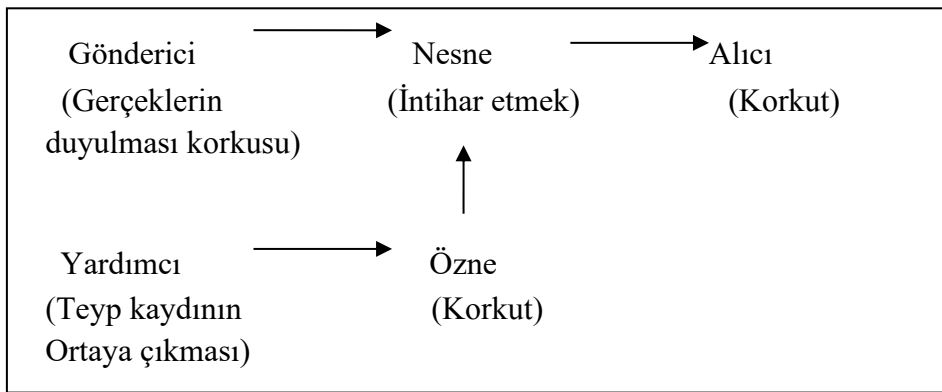 Gönderici Nesne Alıcı
(Gerçeklerin (İntihar etmek) (Korkut)
duyulması korkusu)
Yardımcı Özne
(Teyp kaydının (Korkut)
Ortaya çıkması)